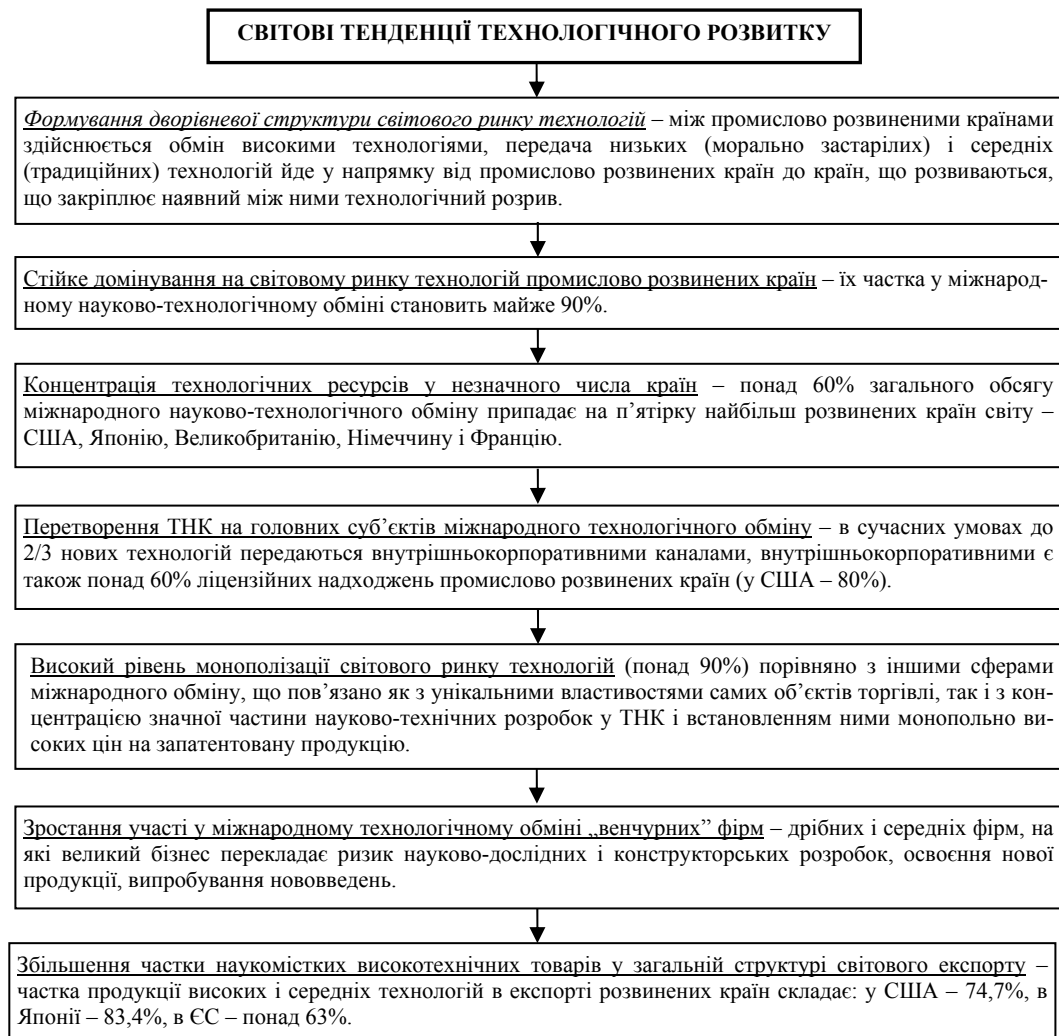 СВІТОВІ ТЕНДЕНЦІЇ ТЕХНОЛОГІЧНОГО РОЗВИТКУ
Формування дворівневої структури світового ринку технологій – між промислово розвиненими країнами
здійснюється обмін високими технологіями, передача низьких (морально застарілих) і середніх
(традиційних) технологій йде у напрямку від промислово розвинених країн до країн, що розвиваються,
що закріплює наявний між ними технологічний розрив.
Стійке домінування на світовому ринку технологій промислово розвинених країн – їх частка у міжнарод-
ному науково-технологічному обміні становить майже 90%.
Концентрація технологічних ресурсів у незначного числа країн – понад 60% загального обсягу
міжнародного науково-технологічного обміну припадає на п’ятірку найбільш розвинених країн світу –
США, Японію, Великобританію, Німеччину і Францію.
Перетворення ТНК на головних суб’єктів міжнародного технологічного обміну – в сучасних умовах до
2/3 нових технологій передаються внутрішньокорпоративними каналами, внутрішньокорпоративними є
також понад 60% ліцензійних надходжень промислово розвинених країн (у США – 80%).
Високий рівень монополізації світового ринку технологій (понад 90%) порівняно з іншими сферами
міжнародного обміну, що пов’язано як з унікальними властивостями самих об’єктів торгівлі, так і з кон-
центрацією значної частини науково-технічних розробок у ТНК і встановленням ними монопольно ви-
соких цін на запатентовану продукцію.
Зростання участі у міжнародному технологічному обміні „венчурних” фірм – дрібних і середніх фірм, на
які великий бізнес перекладає ризик науково-дослідних і конструкторських розробок, освоєння нової
продукції, випробування нововведень.
Збільшення частки наукомістких високотехнічних товарів у загальній структурі світового експорту –
частка продукції високих і середніх технологій в експорті розвинених країн складає: у США – 74,7%, в
Японії – 83,4%, в ЄС – понад 63%.